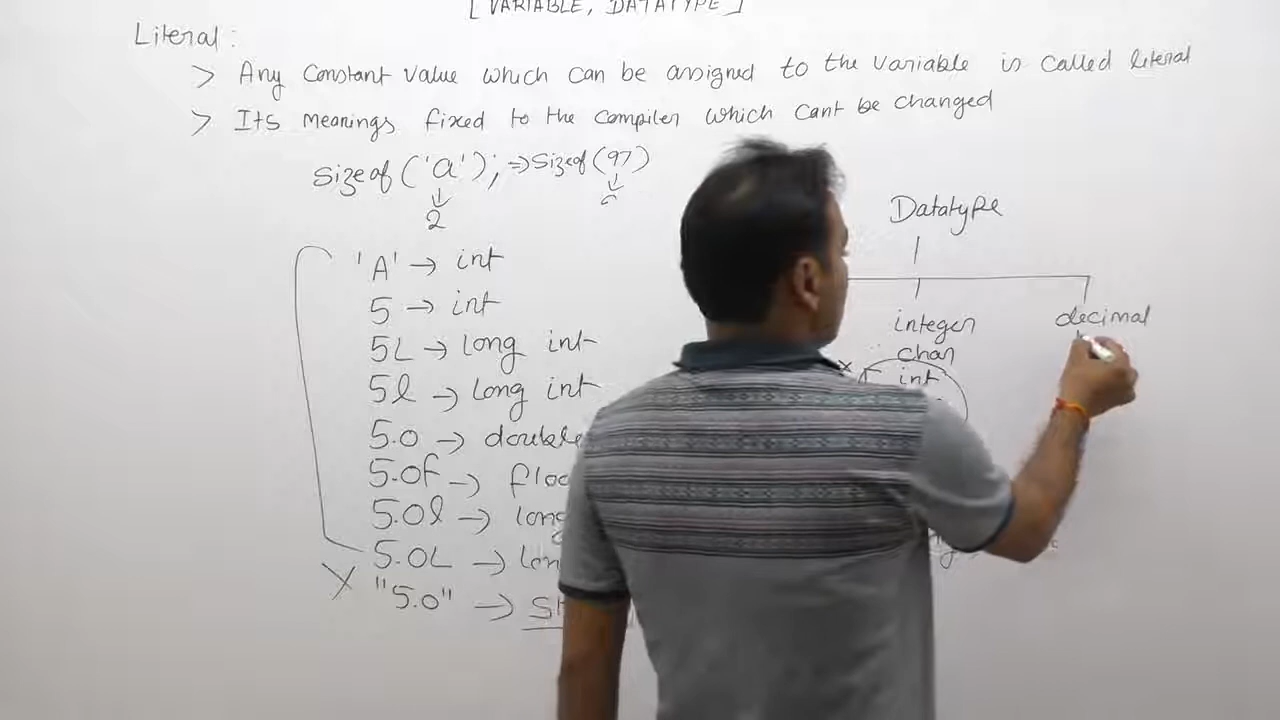 [VARIABLE, DATATYPE]
Literal:
> Any constant value which can be assigned to the variable is called literal
> Its meanings fixed to the compiler which cant be changed
sizeof('a'); => sizeof(97)
2
'A' → int
5 → int
5L → long int
5l → long int
5.0 → double
5.0f → floa
5.0l → long
5.0L → lon
X "5.0" → St
Datatype
integer
decimal
char
x
int